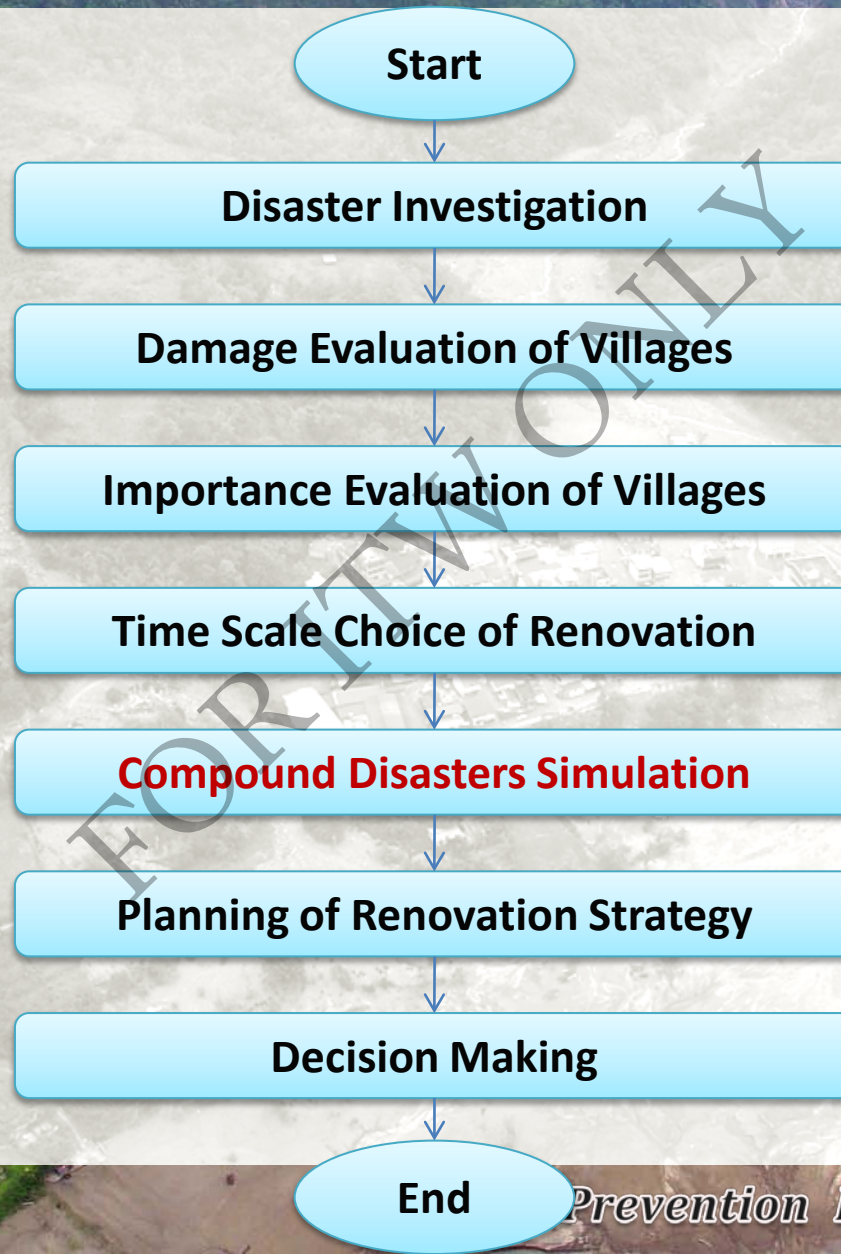 Start
Disaster Investigation
Damage Evaluation of Villages
Importance Evaluation of Villages
Time Scale Choice of Renovation
Compound Disasters Simulation
Planning of Renovation Strategy
Decision Making
End
Prevention
FOR ITW ONLY